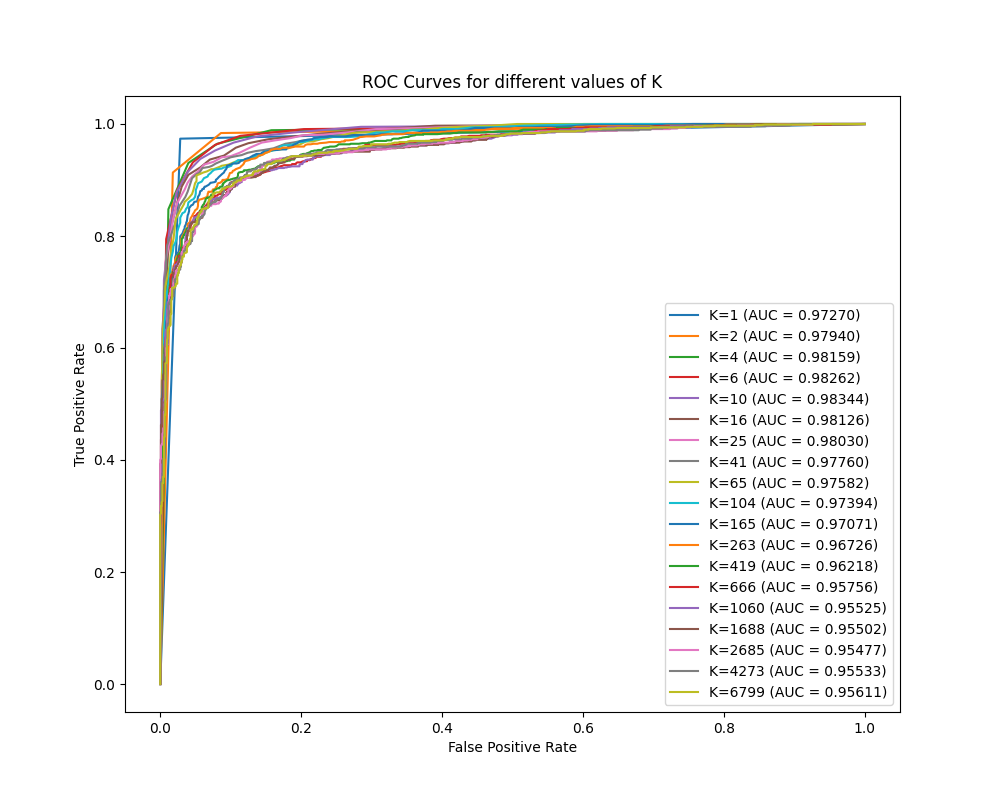 ROC Curves for different values of K
1.0
0.8
0.6
0.4
0.2
0.0
True Positive Rate
K=1 (AUC = 0.97270)
K=2 (AUC = 0.97940)
K=4 (AUC = 0.98159)
K=6 (AUC = 0.98262)
K=10 (AUC = 0.98344)
K=16 (AUC = 0.98126)
K=25 (AUC = 0.98030)
K=41 (AUC = 0.97760)
K=65 (AUC = 0.97582)
K=104 (AUC = 0.97394)
K=165 (AUC = 0.97071)
K=263 (AUC = 0.96726)
K=419 (AUC = 0.96218)
K=666 (AUC = 0.95756)
K=1060 (AUC = 0.95525)
K=1688 (AUC = 0.95502)
K=2685 (AUC = 0.95477)
K=4273 (AUC = 0.95533)
K=6799 (AUC = 0.95611)
0.0 0.2 0.4 0.6 0.8 1.0
False Positive Rate